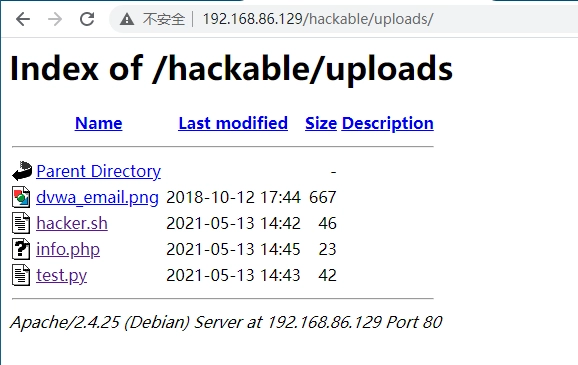 不安全 | 192.168.86.129/hackable/uploads/
Index of /hackable/uploads
Name Last modified Size Description
Parent Directory -
dvwa_email.png 2018-10-12 17:44 667
hacker.sh 2021-05-13 14:42 46
info.php 2021-05-13 14:45 23
test.py 2021-05-13 14:43 42
Apache/2.4.25 (Debian) Server at 192.168.86.129 Port 80